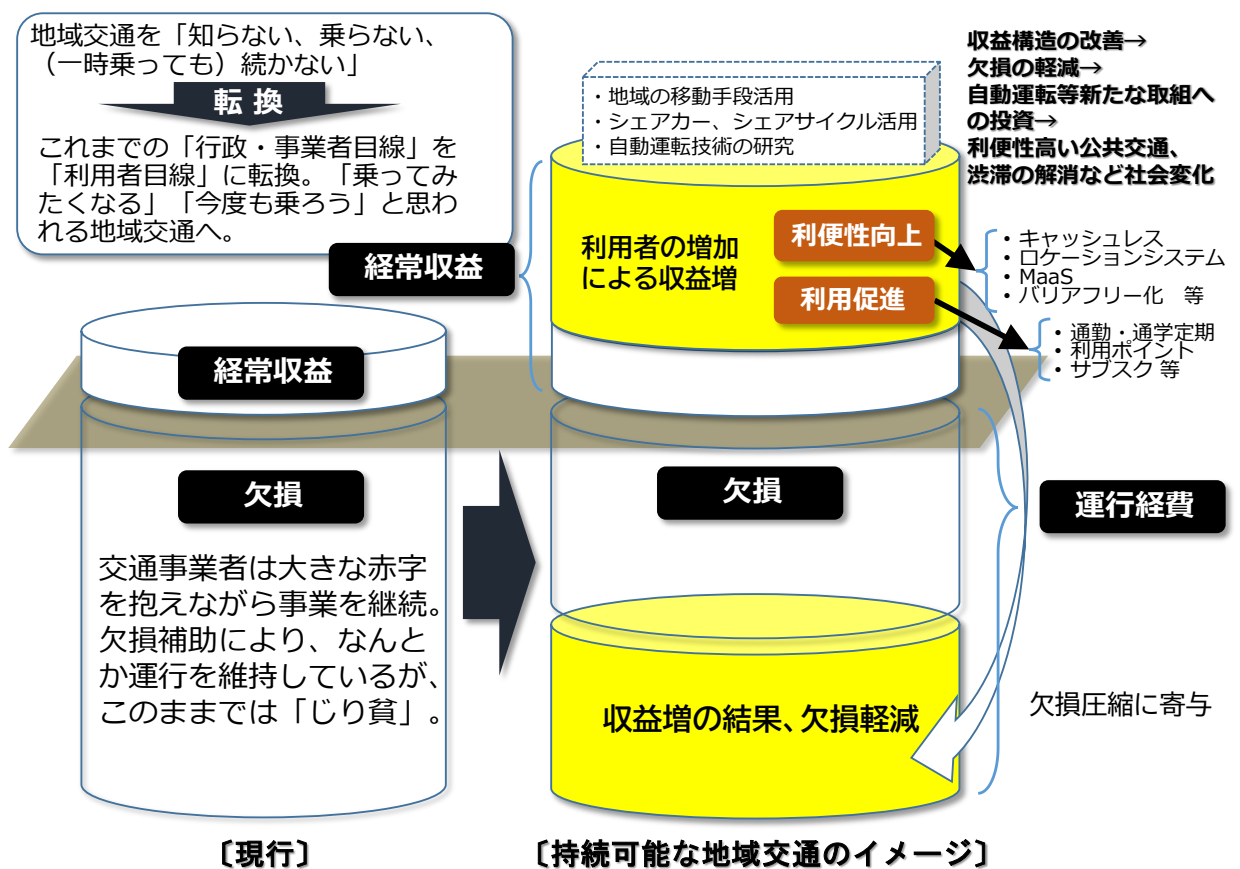 地域交通を「知らない、乗らない、
（一時乗っても）続かない」
転 換
これまでの「行政・事業者目線」を
「利用者目線」に転換。「乗ってみ
たくなる」「今度も乗ろう」と思わ
れる地域交通へ。
・地域の移動手段活用
・シェアカー、シェアサイクル活用
・自動運転技術の研究
収益構造の改善→
欠損の軽減→
自動運転等新たな取組へ
の投資→
利便性高い公共交通、
渋滞の解消など社会変化
経常収益
利用者の増加
による収益増
利便性向上
利用促進
・キャッシュレス
・ロケーションシステム
・MaaS
・バリアフリー化　等
・通勤・通学定期
・利用ポイント
・サブスク 等
経常収益
欠損
交通事業者は大きな赤字
を抱えながら事業を継続。
欠損補助により、なんと
か運行を維持しているが、
このままでは「じり貧」。
欠損
運行経費
収益増の結果、欠損軽減
欠損圧縮に寄与
〔現行〕
〔持続可能な地域交通のイメージ〕